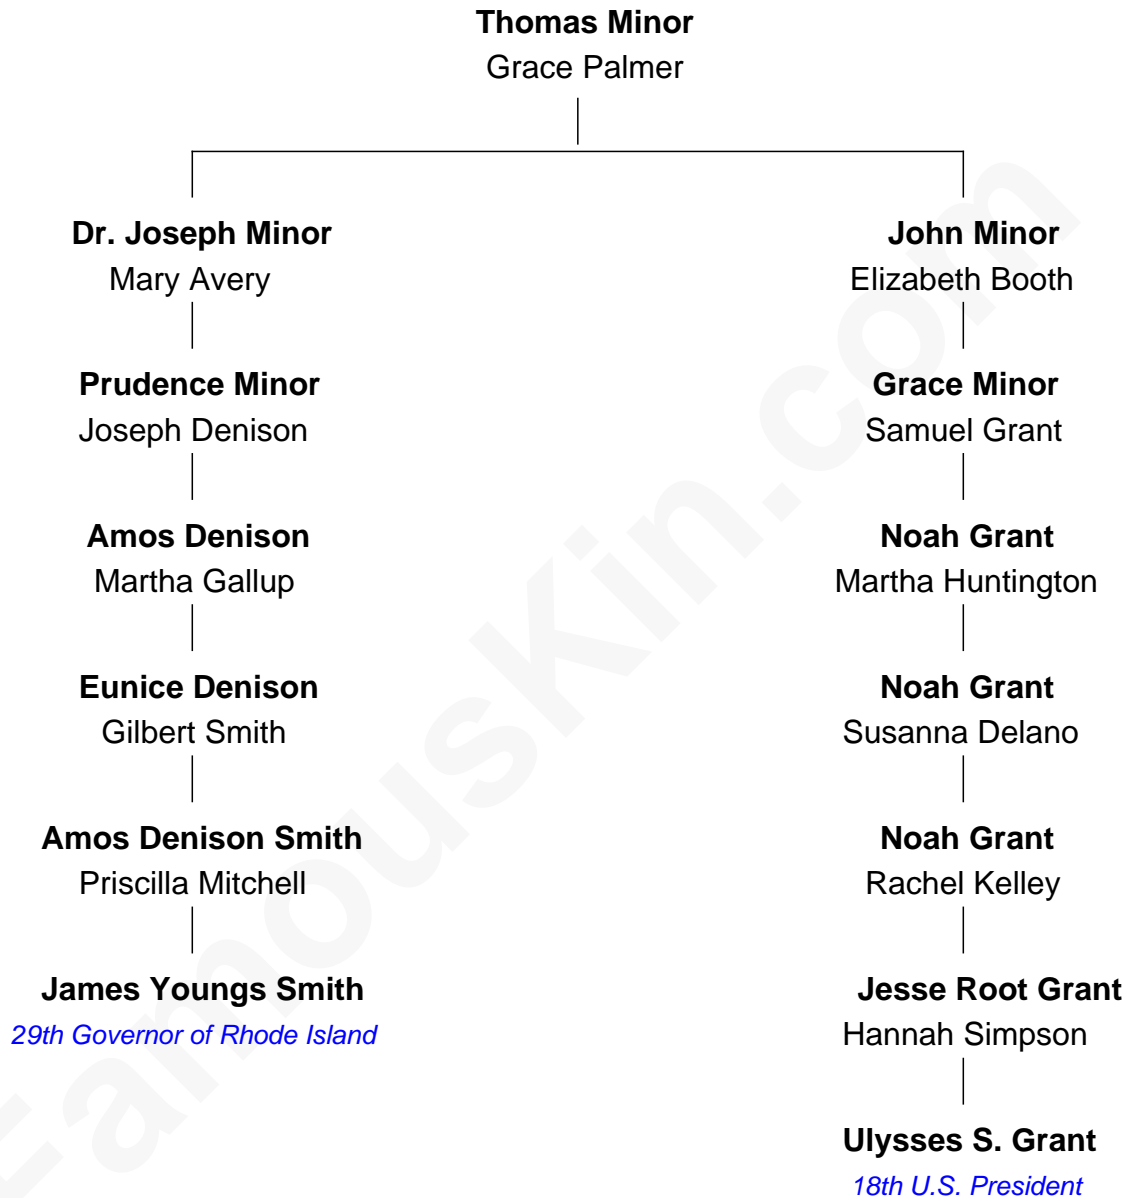 Thomas Minor
Grace Palmer
Dr. Joseph Minor
Mary Avery
Prudence Minor
Joseph Denison
Amos Denison
Martha Gallup
Eunice Denison
Gilbert Smith
Amos Denison Smith
Priscilla Mitchell
James Youngs Smith
29th Governor of Rhode Island
John Minor
Elizabeth Booth
Grace Minor
Samuel Grant
Noah Grant
Martha Huntington
Noah Grant
Susanna Delano
Noah Grant
Rachel Kelley
Jesse Root Grant
Hannah Simpson
Ulysses S. Grant
18th U.S. President
FamousKin.com